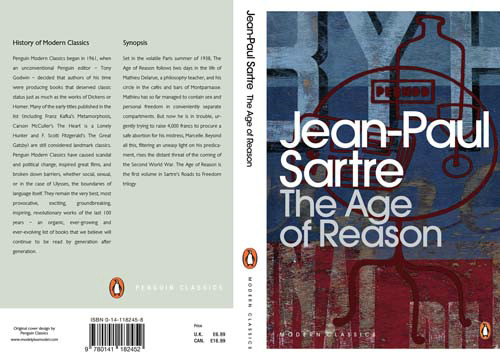 History of Modern Classics
Penguin Modern Classics began in 1961, when
an unconventional Penguin editor – Tony
Godwin – decided that authors of his time
were producing books that deserved classic
status just as much as the works of Dickens or
Homer. Many of the early titles published in the
list (including Franz Kafka's Metamorphosis,
Carson McCuller's The Heart is a Lonely
Hunter and F. Scott Fitzgerald's The Great
Gatsby) are still considered landmark classics.
Penguin Modern Classics have caused scandal
and political change, inspired great films, and
broken down barriers, whether social, sexual,
or in the case of Ulysses, the boundaries of
language itself. They remain the very best, most
provocative, exciting, groundbreaking,
inspiring, revolutionary works of the last 100
years – an organic, ever-growing and
ever-evolving list of books that we believe will
continue to be read by generation after
generation.
Synopsis
Set in the volatile Paris summer of 1938, The
Age of Reason follows two days in the life of
Mathieu Delarue, a philosophy teacher, and his
circle in the cafés and bars of Montparnasse.
Mathieu has so far managed to contain sex and
personal freedom in conveniently separate
compartments. But now he is in trouble, ur-
gently trying to raise 4,000 francs to procure a
safe abortion for his mistress, Marcelle. Beyond
all this, filtering an uneasy light on his predic-
ament, rises the distant threat of the coming of
the Second World War. The Age of Reason is
the first volume in Sartre's Roads to Freedom
trilogy
PENGUIN CLASSICS
Original cover design by
Penguin Classics.
ISBN 0-14-118245-8
9 780141 182452
Price
U.K. £6.99
CAN. £16.99
Jean-Paul Sartre The Age of Reason
MODERN CLASSICS
PERNOD
Jean-Paul
Sartre
The Age
of Reason
MODERN CLASSICS